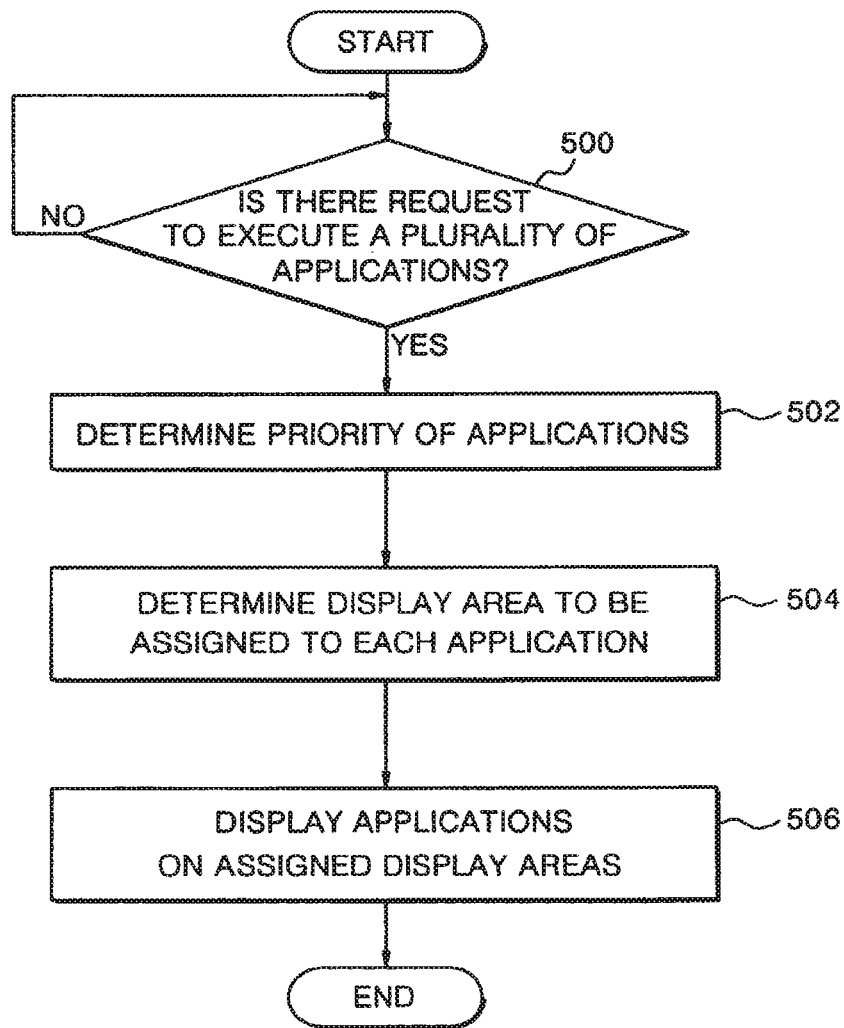 START
500
IS THERE REQUEST
TO EXECUTE A PLURALITY OF
APPLICATIONS?
NO
YES
DETERMINE PRIORITY OF APPLICATIONS
502
DETERMINE DISPLAY AREA TO BE
ASSIGNED TO EACH APPLICATION
504
DISPLAY APPLICATIONS
ON ASSIGNED DISPLAY AREAS
506
END